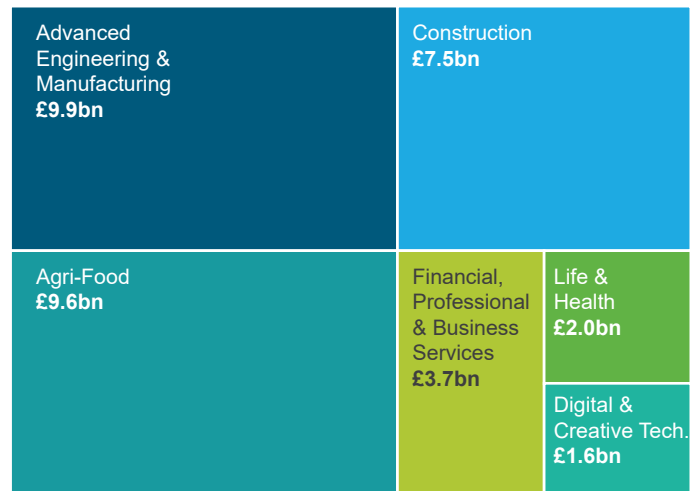 Advanced
Engineering &
Manufacturing
£9.9bn
Construction
£7.5bn
Agri-Food
£9.6bn
Financial,
Professional
& Business
Services
£3.7bn
Life &
Health
£2.0bn
Digital &
Creative Tech.
£1.6bn